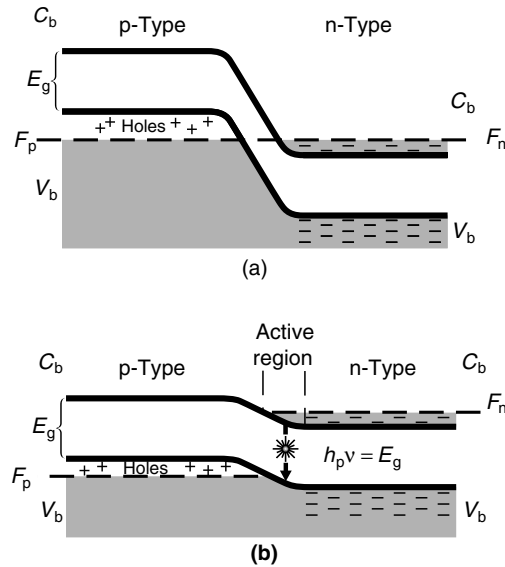 C_b p-Type n-Type
E_g C_b
++ Holes + + + +
F_p F_n
V_b V_b
(a)
Active
region
C_b p-Type n-Type C_b
F_n
E_g h_pν = E_g
+ + Holes + + +
F_p
V_b V_b
(b)